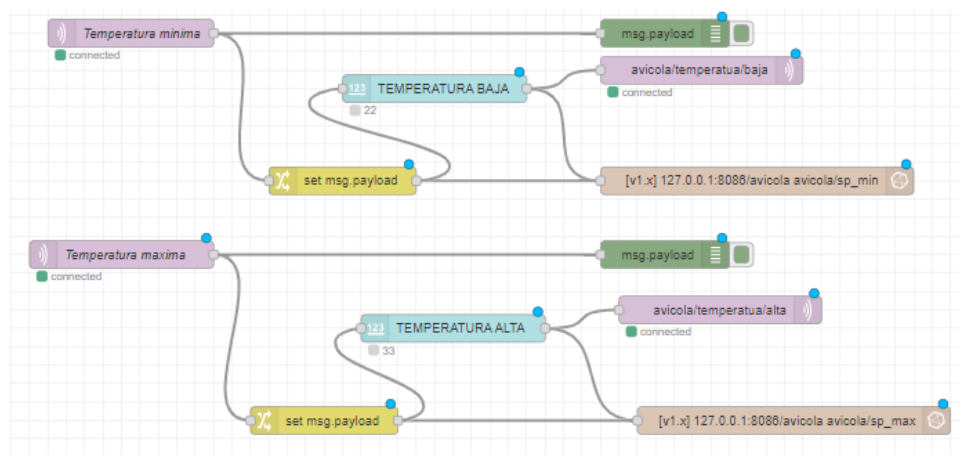 Temperatura minima
connected
msg.payload
avicola/temperatua/baja
connected
123 TEMPERATURA BAJA
22
set msg.payload
[v1.x] 127.0.0.1:8086/avicola avicola/sp_min
Temperatura maxima
connected
msg.payload
avicola/temperatua/alta
connected
123 TEMPERATURA ALTA
33
set msg.payload
[v1.x] 127.0.0.1:8086/avicola avicola/sp_max